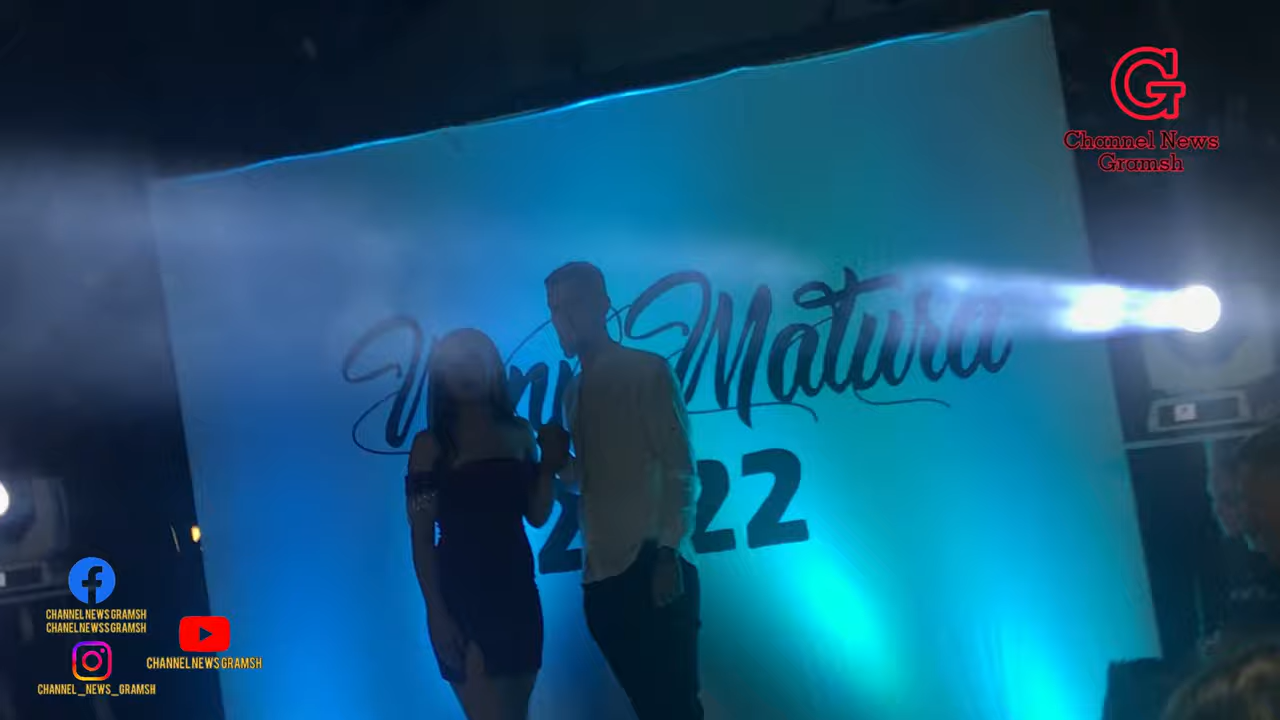 Channel News
Gramsh
Matura
22
CHANNEL NEWS GRAMSH
CHANELNEWSSGRAMSH
CHANNEL NEWS GRAMSH
CHANNEL_NEWS_GRAMSH